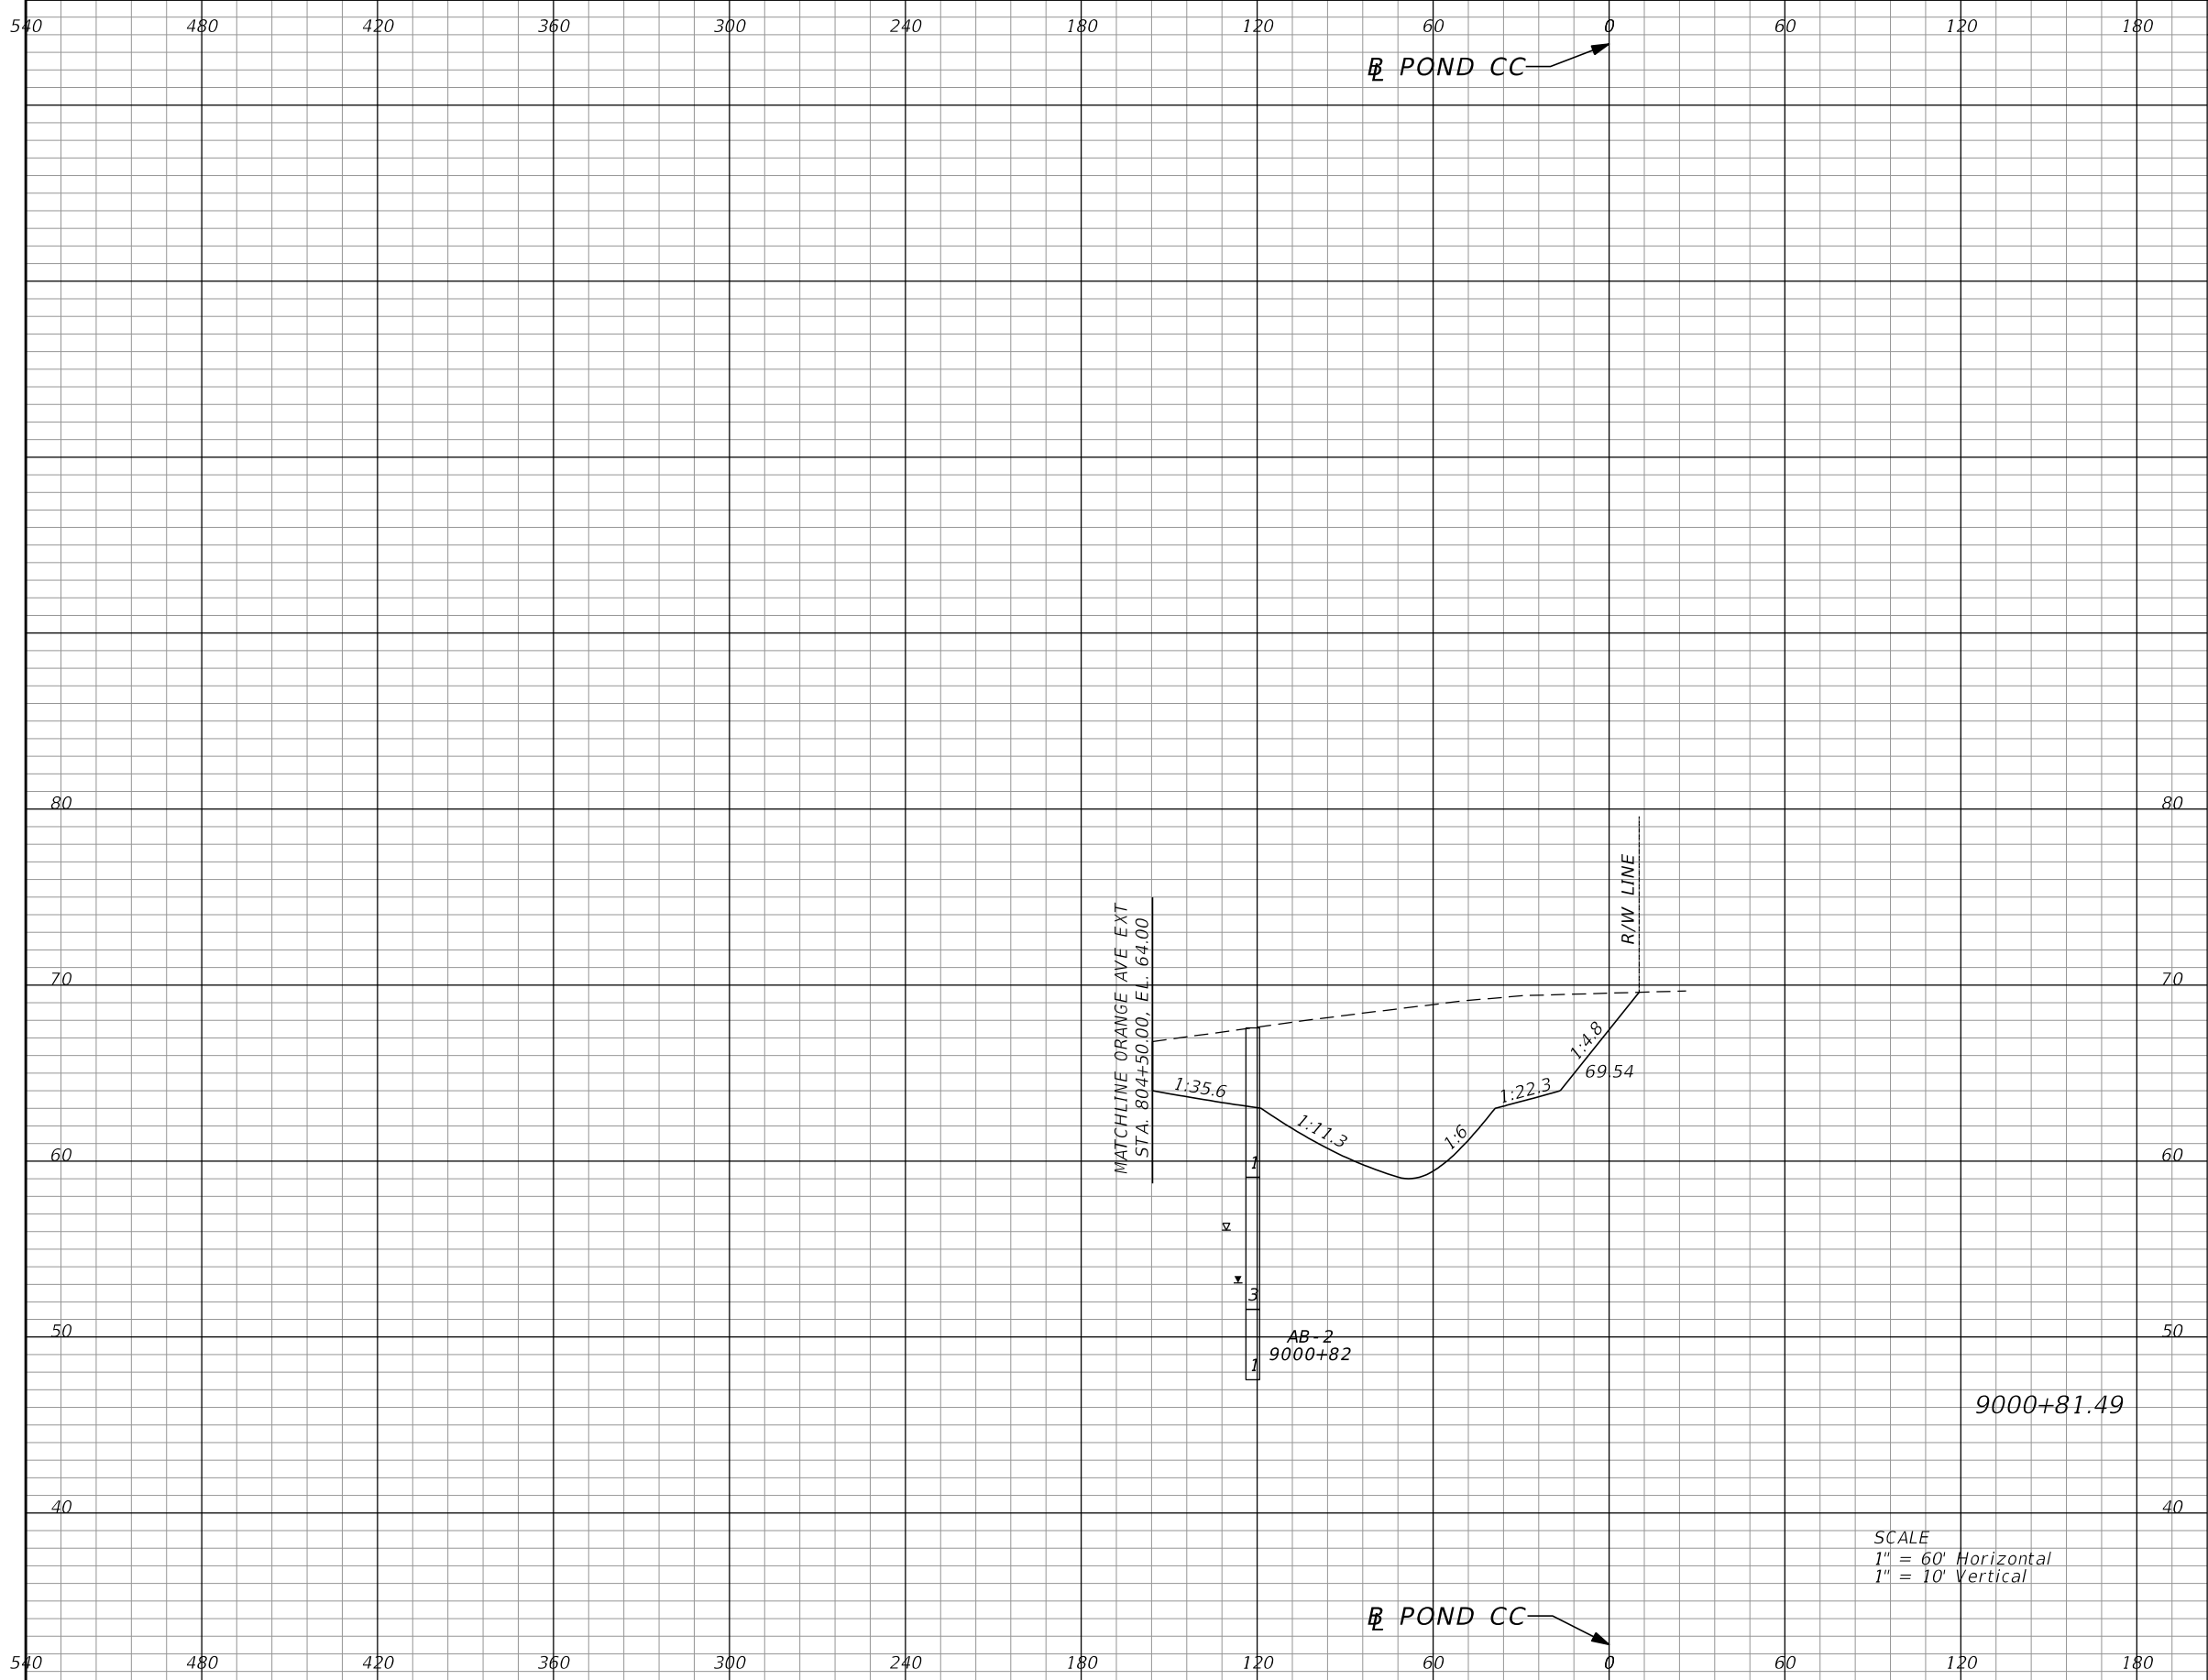 540 480 420 360 300 240 180 120 60 0 60 120 180
BL POND CC
80 80
R/W LINE
70 70
MATCHLINE ORANGE AVE EXT
STA. 804+50.00, EL. 64.00
1:35.6
1:11.3
1:6
1:22.3
1:4.8
69.54
60 60
1
3
50 50
AB-2
9000+82
1
9000+81.49
40 40
SCALE
1" = 60' Horizontal
1" = 10' Vertical
BL POND CC
540 480 420 360 300 240 180 120 60 0 60 120 180